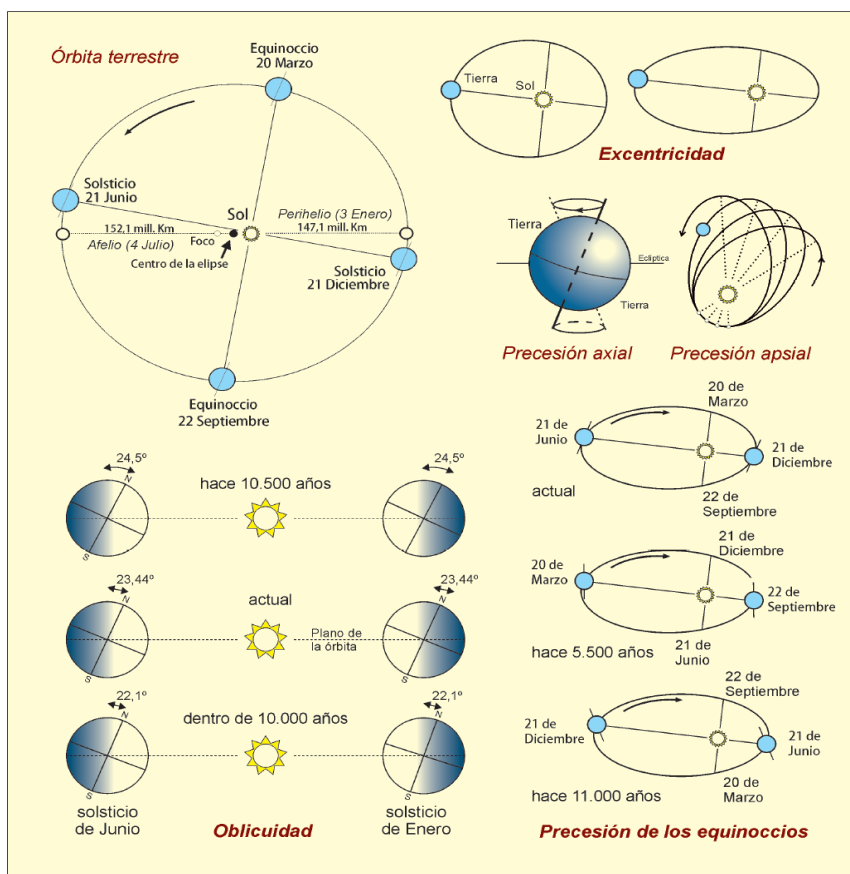 Órbita terrestre
Equinoccio
20 Marzo
Solsticio
21 Junio
Sol
Perihelio (3 Enero)
152,1 mill. Km
147,1 mill. Km
Afelio (4 Julio)
Foco
Centro de la elipse
Solsticio
21 Diciembre
Equinoccio
22 Septiembre
Tierra
Sol
Excentricidad
Tierra
Eclíptica
Tierra
Precesión axial
Precesión apsial
24,5º
24,5º
N
N
hace 10.500 años
S
S
23,44º
23,44º
N
N
actual
Plano de
la órbita
S
S
22,1º
22,1º
N
N
dentro de 10.000 años
S
S
solsticio
de Junio
solsticio
de Enero
Oblicuidad
20 de
Marzo
21 de
Junio
21 de
Diciembre
actual
22 de
Septiembre
21 de
Diciembre
20 de
Marzo
22 de
Septiembre
hace 5.500 años
21 de
Junio
22 de
Septiembre
21 de
Diciembre
21 de
Junio
hace 11.000 años
20 de
Marzo
Precesión de los equinoccios